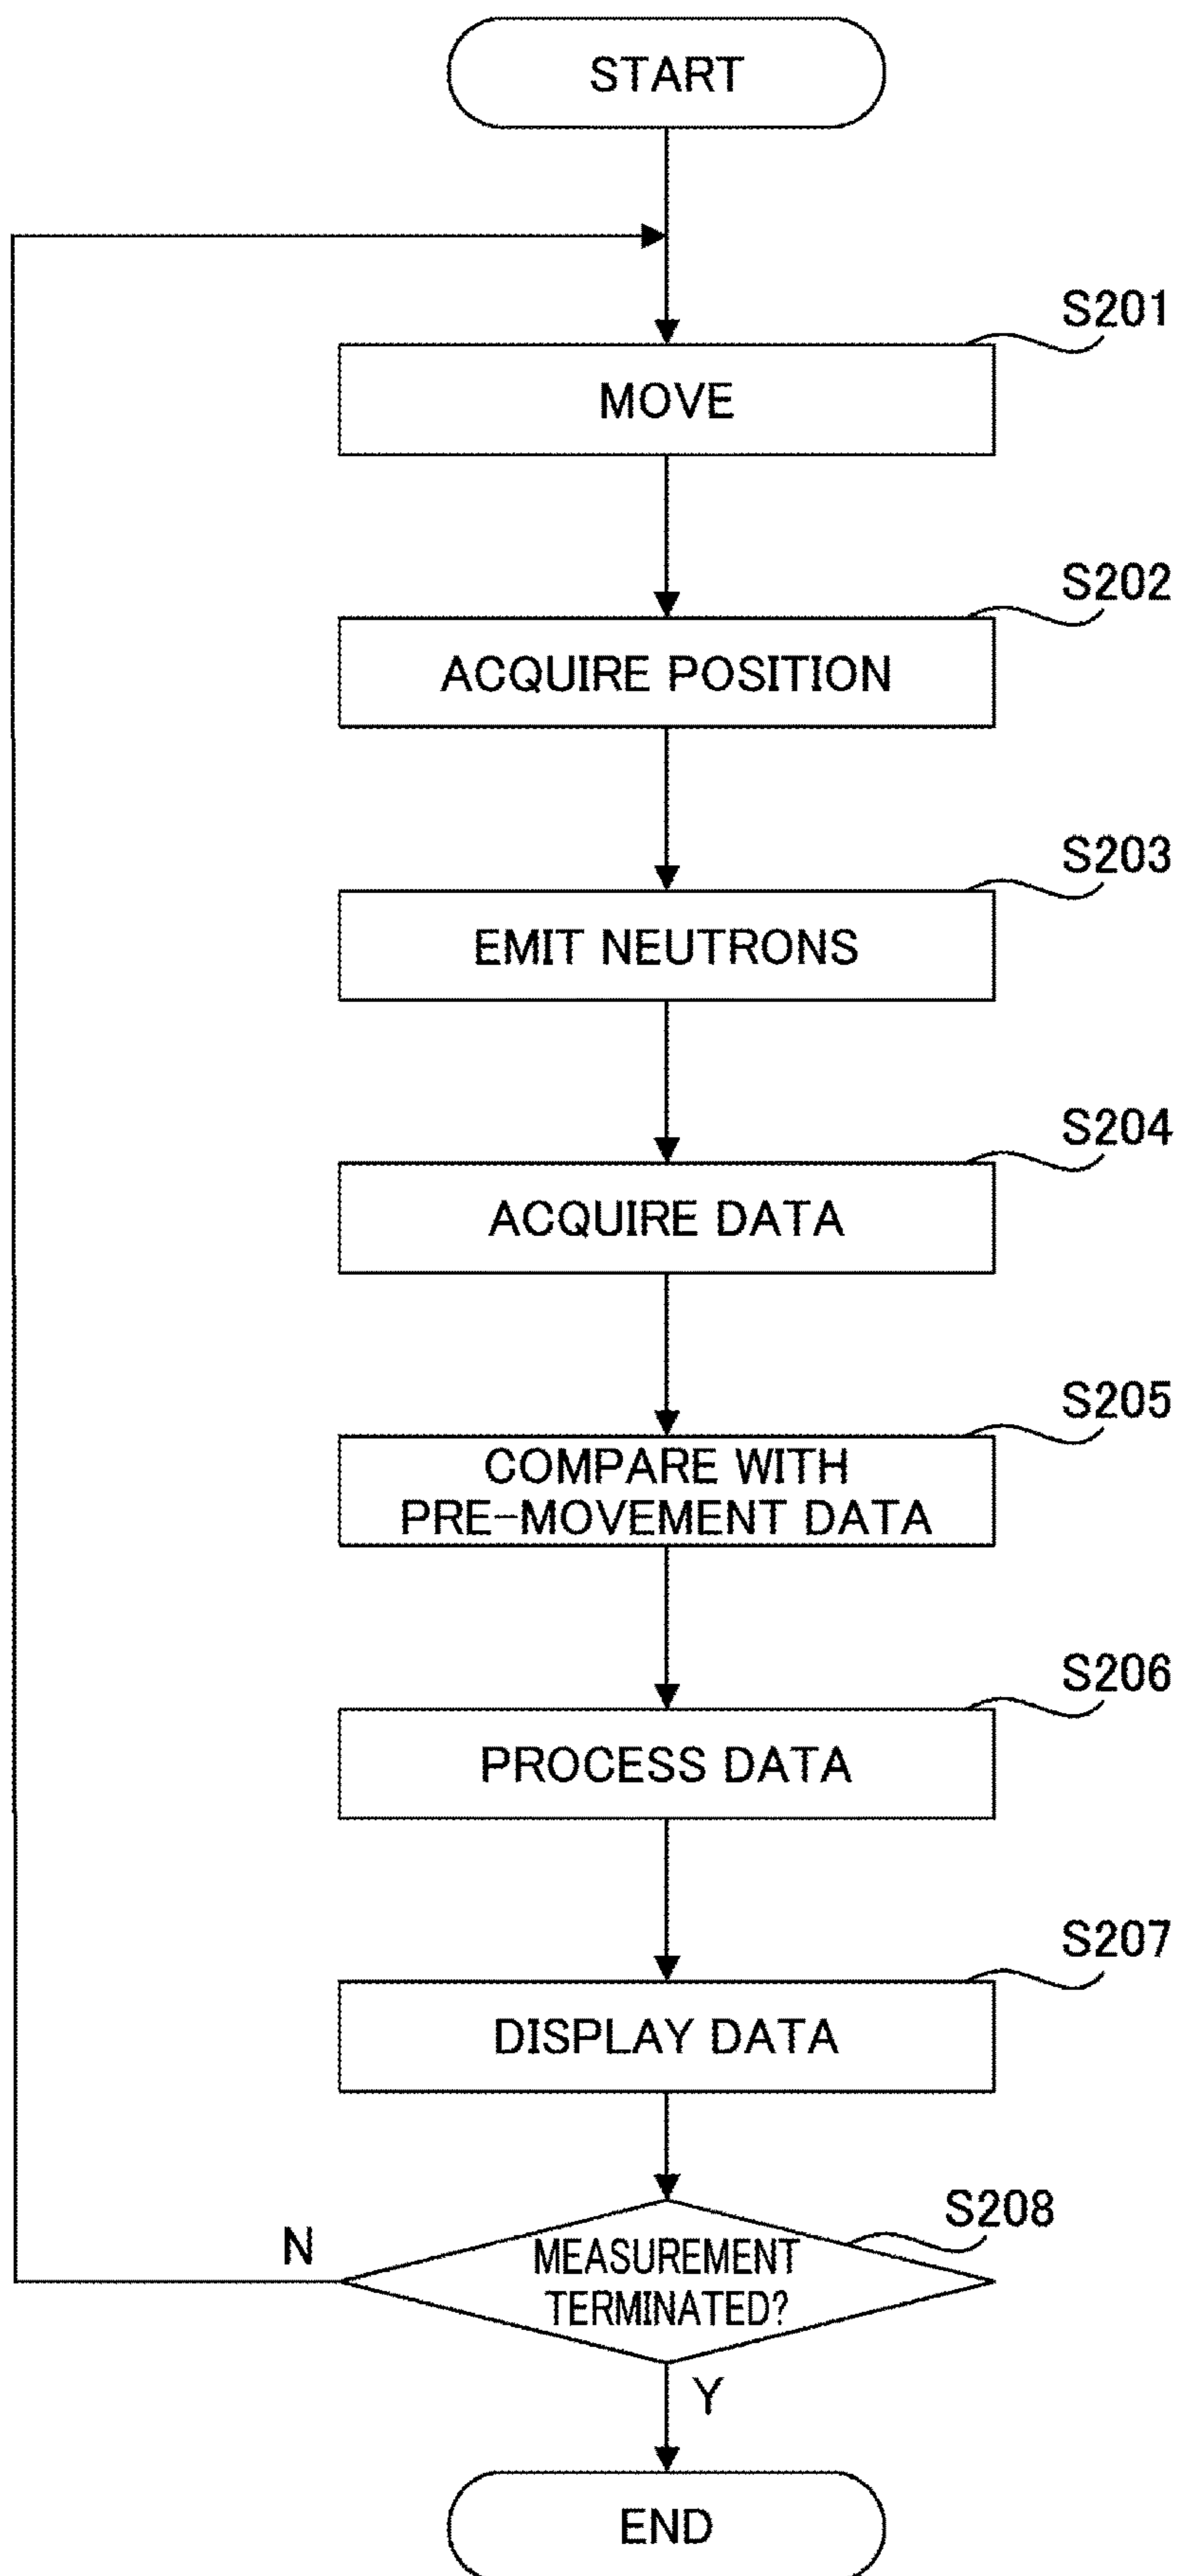 START
S201
MOVE
S202
ACQUIRE POSITION
S203
EMIT NEUTRONS
S204
ACQUIRE DATA
S205
COMPARE WITH
PRE-MOVEMENT DATA
S206
PROCESS DATA
S207
DISPLAY DATA
S208
N
MEASUREMENT
TERMINATED?
Y
END